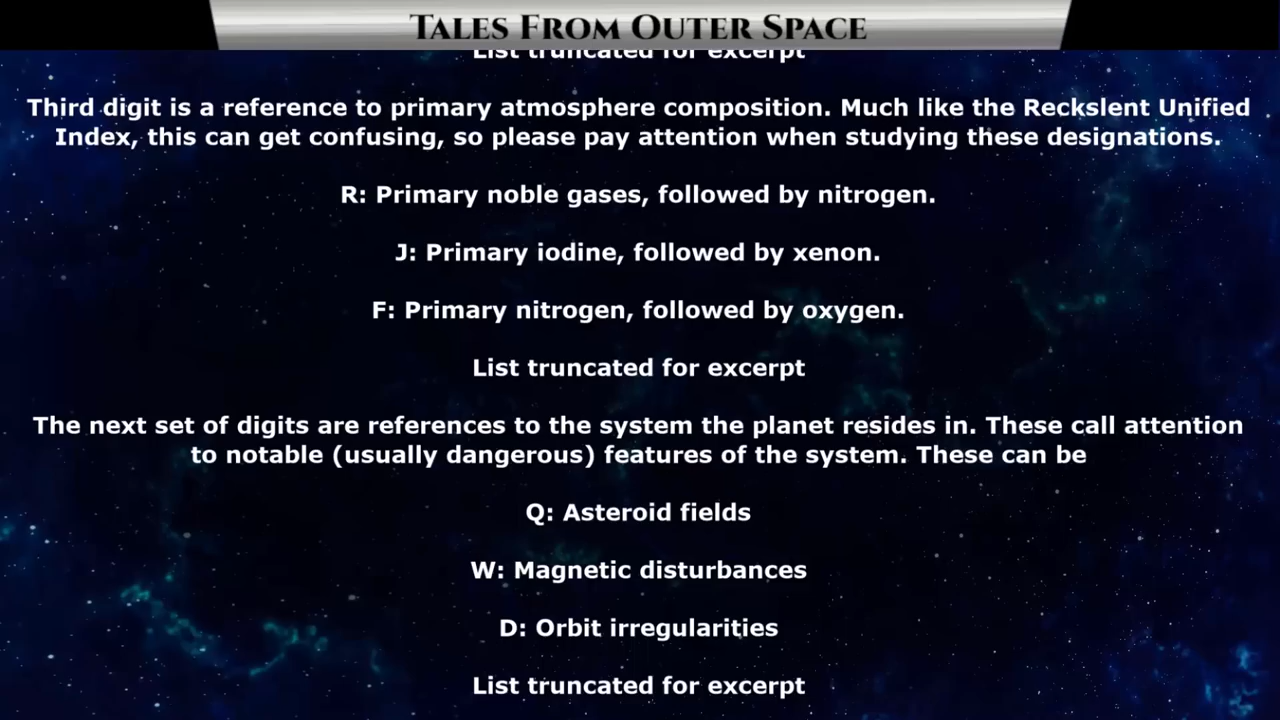 Tales From Outer Space
List truncated for excerpt
Third digit is a reference to primary atmosphere composition. Much like the Reckslent Unified
Index, this can get confusing, so please pay attention when studying these designations.
R: Primary noble gases, followed by nitrogen.
J: Primary iodine, followed by xenon.
F: Primary nitrogen, followed by oxygen.
List truncated for excerpt
The next set of digits are references to the system the planet resides in. These call attention
to notable (usually dangerous) features of the system. These can be
Q: Asteroid fields
W: Magnetic disturbances
D: Orbit irregularities
List truncated for excerpt